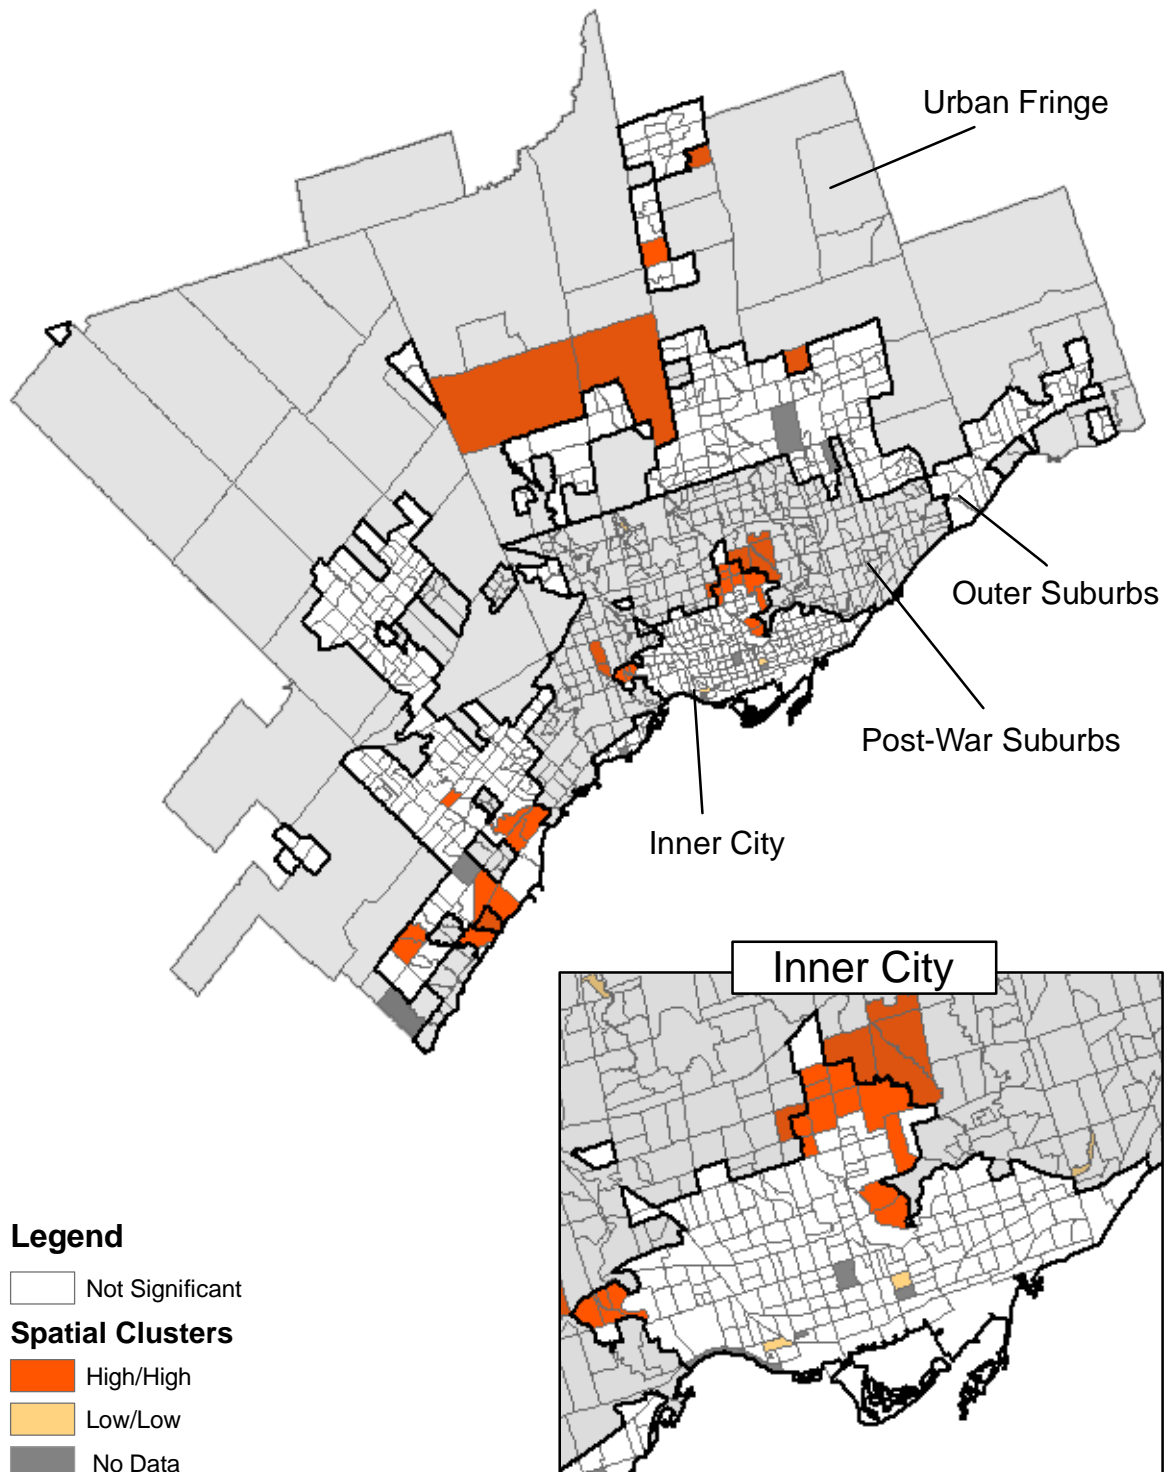 Urban Fringe
Outer Suburbs
Post-War Suburbs
Inner City
Inner City
Legend
Not Significant
Spatial Clusters
High/High
Low/Low
No Data